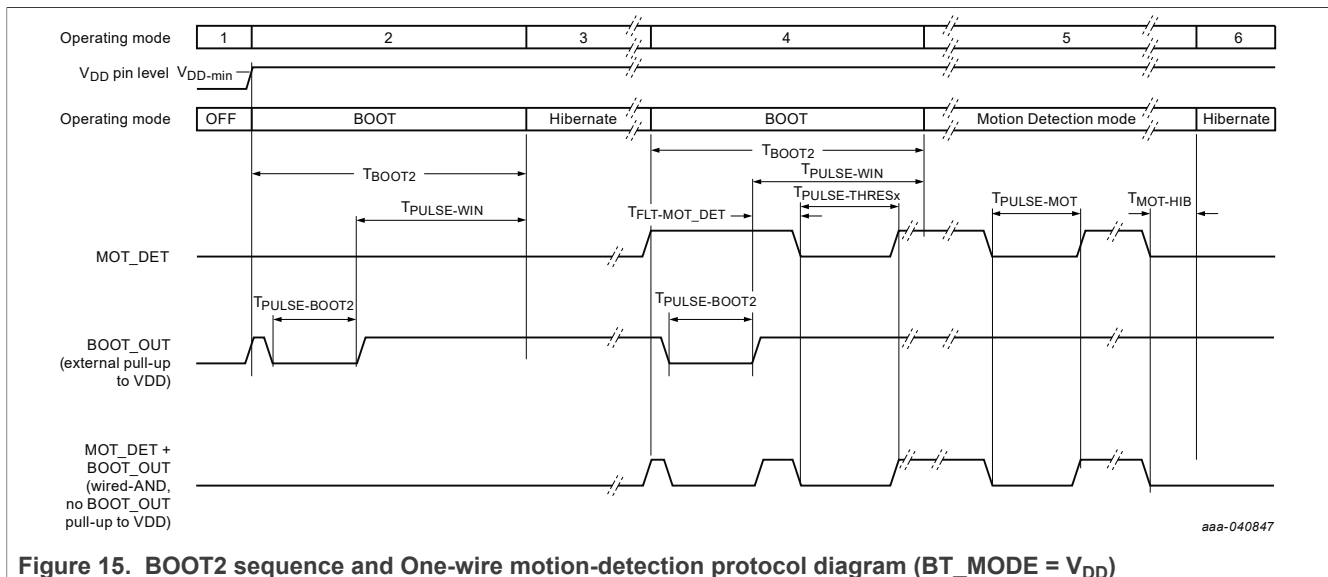 Operating mode 1 2 3 4 5 6
VDD pin level VDD-min
Operating mode OFF BOOT Hibernate BOOT Motion Detection mode Hibernate
TBOOT2
TBOOT2
TPULSE-WIN
TPULSE-WIN
TFLT-MOT_DET
TPULSE-THRESx
TPULSE-MOT
TMOT-HIB
MOT_DET
TPULSE-BOOT2
TPULSE-BOOT2
BOOT_OUT
(external pull-up
to VDD)
MOT_DET +
BOOT_OUT
(wired-AND,
no BOOT_OUT
pull-up to VDD)
aaa-040847
Figure 15. BOOT2 sequence and One-wire motion-detection protocol diagram (BT_MODE = VDD)